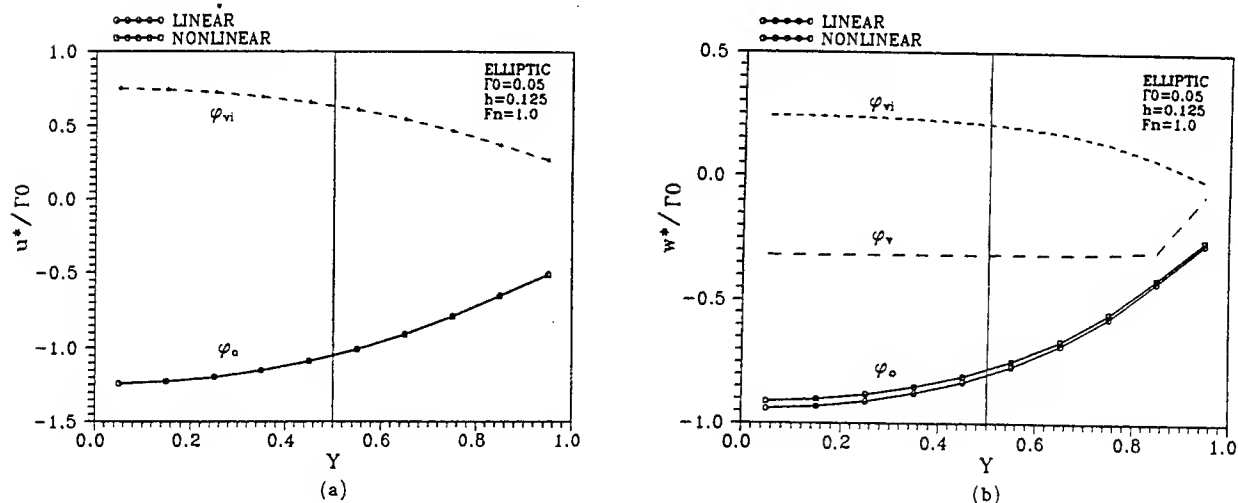 LINEAR
NONLINEAR
1.0
0.5
0.0
-0.5
-1.0
-1.5
u*/Γ0
ELLIPTIC
Γ0=0.05
h=0.125
Fn=1.0
φvi
φo
0.0 0.2 0.4 0.6 0.8 1.0
Y
(a)
LINEAR
NONLINEAR
0.5
0.0
-0.5
-1.0
w*/Γ0
ELLIPTIC
Γ0=0.05
h=0.125
Fn=1.0
φvi
φv
φo
0.0 0.2 0.4 0.6 0.8 1.0
Y
(b)